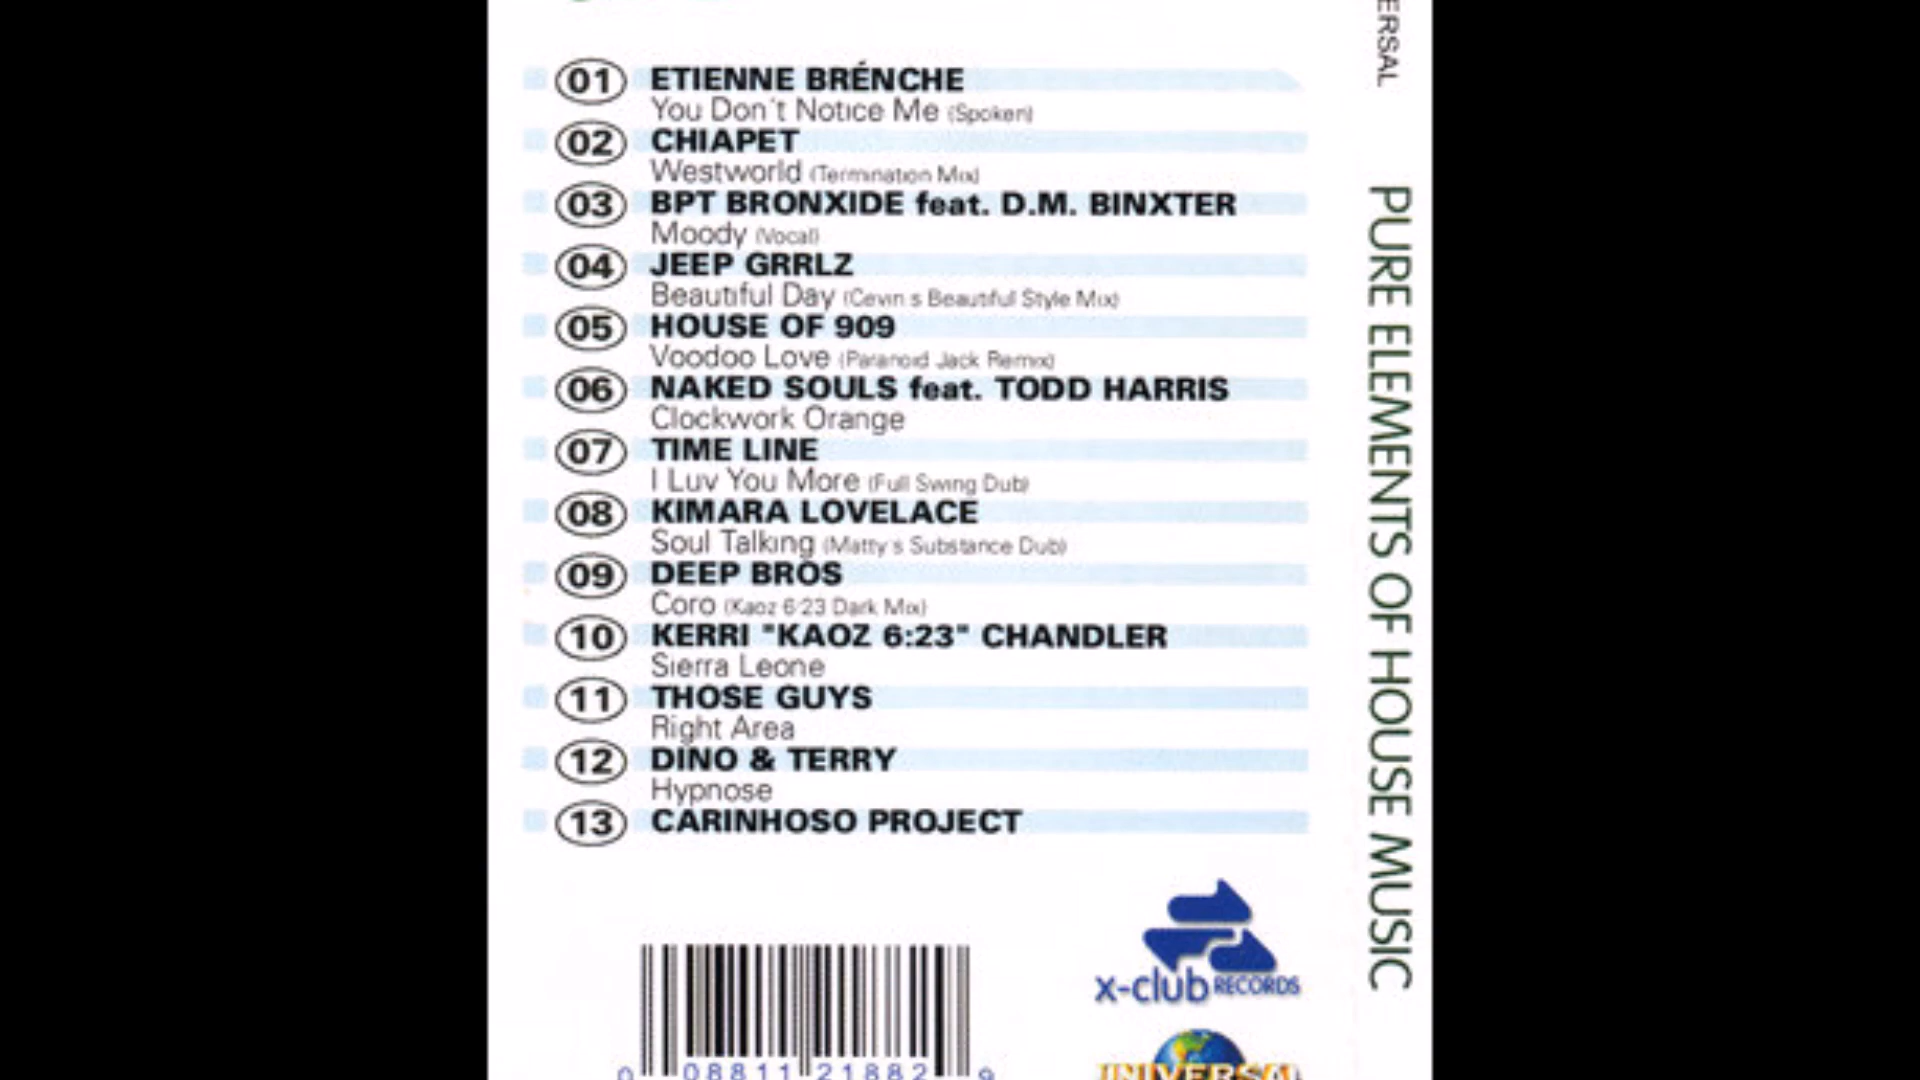 01 ETIENNE BRÉNCHE
You Don´t Notice Me (Spoken)
02 CHIAPET
Westworld (Termination Mix)
03 BPT BRONXIDE feat. D.M. BINXTER
Moody (Vocal)
04 JEEP GRRLZ
Beautiful Day (Cevin s Beautiful Style Mix)
05 HOUSE OF 909
Voodoo Love (Paranoid Jack Remix)
06 NAKED SOULS feat. TODD HARRIS
Clockwork Orange
07 TIME LINE
I Luv You More (Full Swing Dub)
08 KIMARA LOVELACE
Soul Talking (Matty´s Substance Dub)
09 DEEP BROS
Coro (Kaoz 6:23 Dark Mix)
10 KERRI "KAOZ 6:23" CHANDLER
Sierra Leone
11 THOSE GUYS
Right Area
12 DINO & TERRY
Hypnose
13 CARINHOSO PROJECT
x-club RECORDS
0 08811 21882 9
UNIVERSAL
ERSAL
PURE ELEMENTS OF HOUSE MUSIC